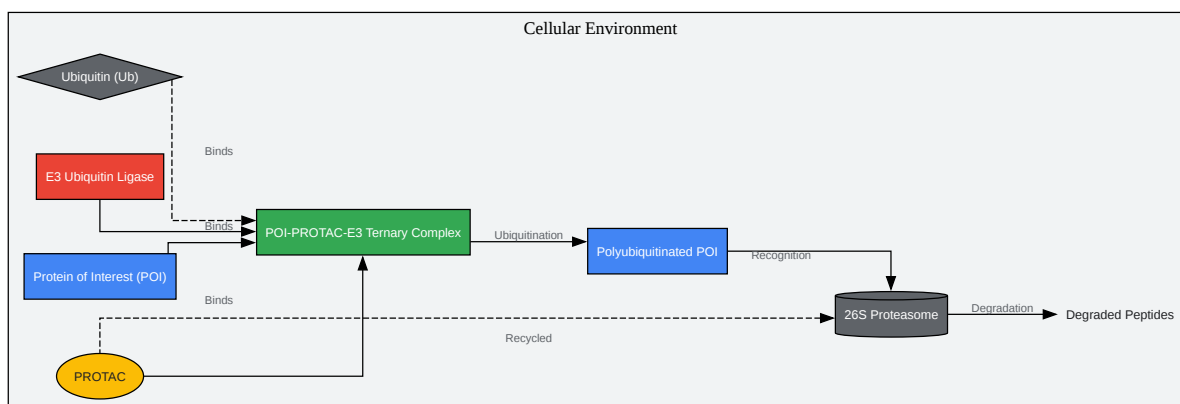 Cellular Environment
Ubiquitin (Ub)
Binds
E3 Ubiquitin Ligase
Binds
POI-PROTAC-E3 Ternary Complex
Ubiquitination
Polyubiquitinated POI
Recognition
Protein of Interest (POI)
Binds
26S Proteasome
Degradation
Degraded Peptides
Recycled
PROTAC